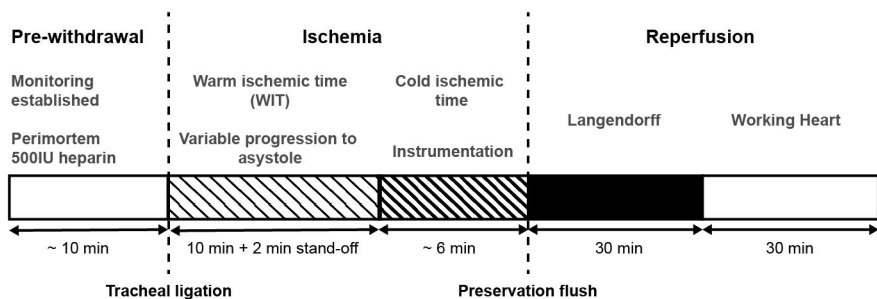 Pre-withdrawal
Ischemia
Reperfusion
Monitoring
established
Warm ischemic time
(WIT)
Cold ischemic
time
Langendorff
Working Heart
Perimortem
500IU heparin
Variable progression to
asystole
Instrumentation
~ 10 min
10 min + 2 min stand-off
~ 6 min
30 min
30 min
Tracheal ligation
Preservation flush